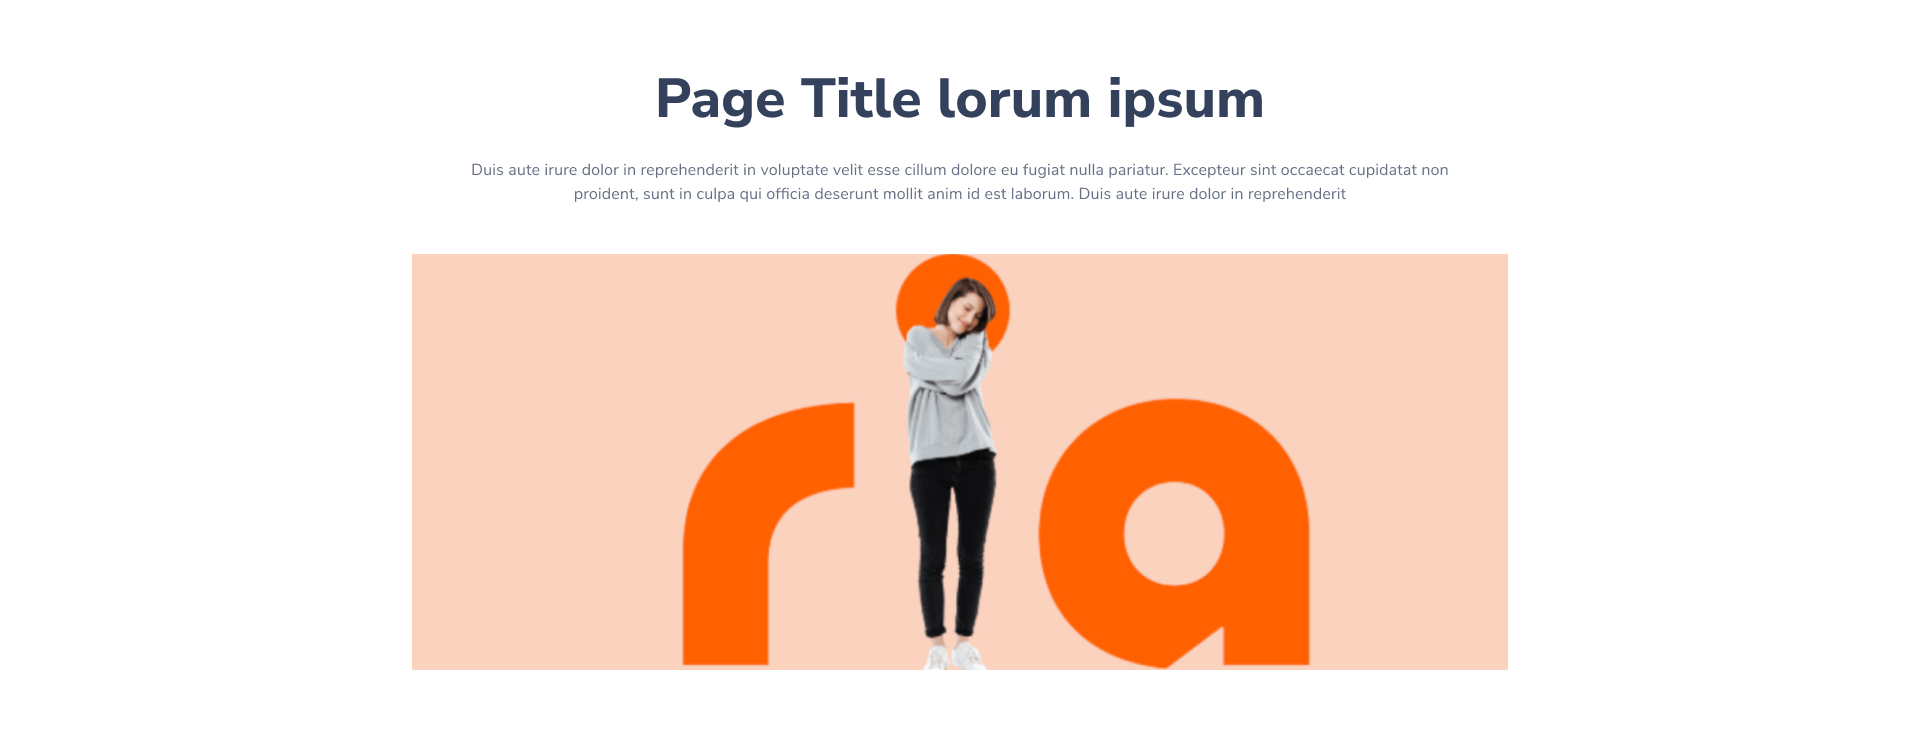 Page Title lorum ipsum
Duis aute irure dolor in reprehenderit in voluptate velit esse cillum dolore eu fugiat nulla pariatur. Excepteur sint occaecat cupidatat non
proident, sunt in culpa qui officia deserunt mollit anim id est laborum. Duis aute irure dolor in reprehenderit
ria